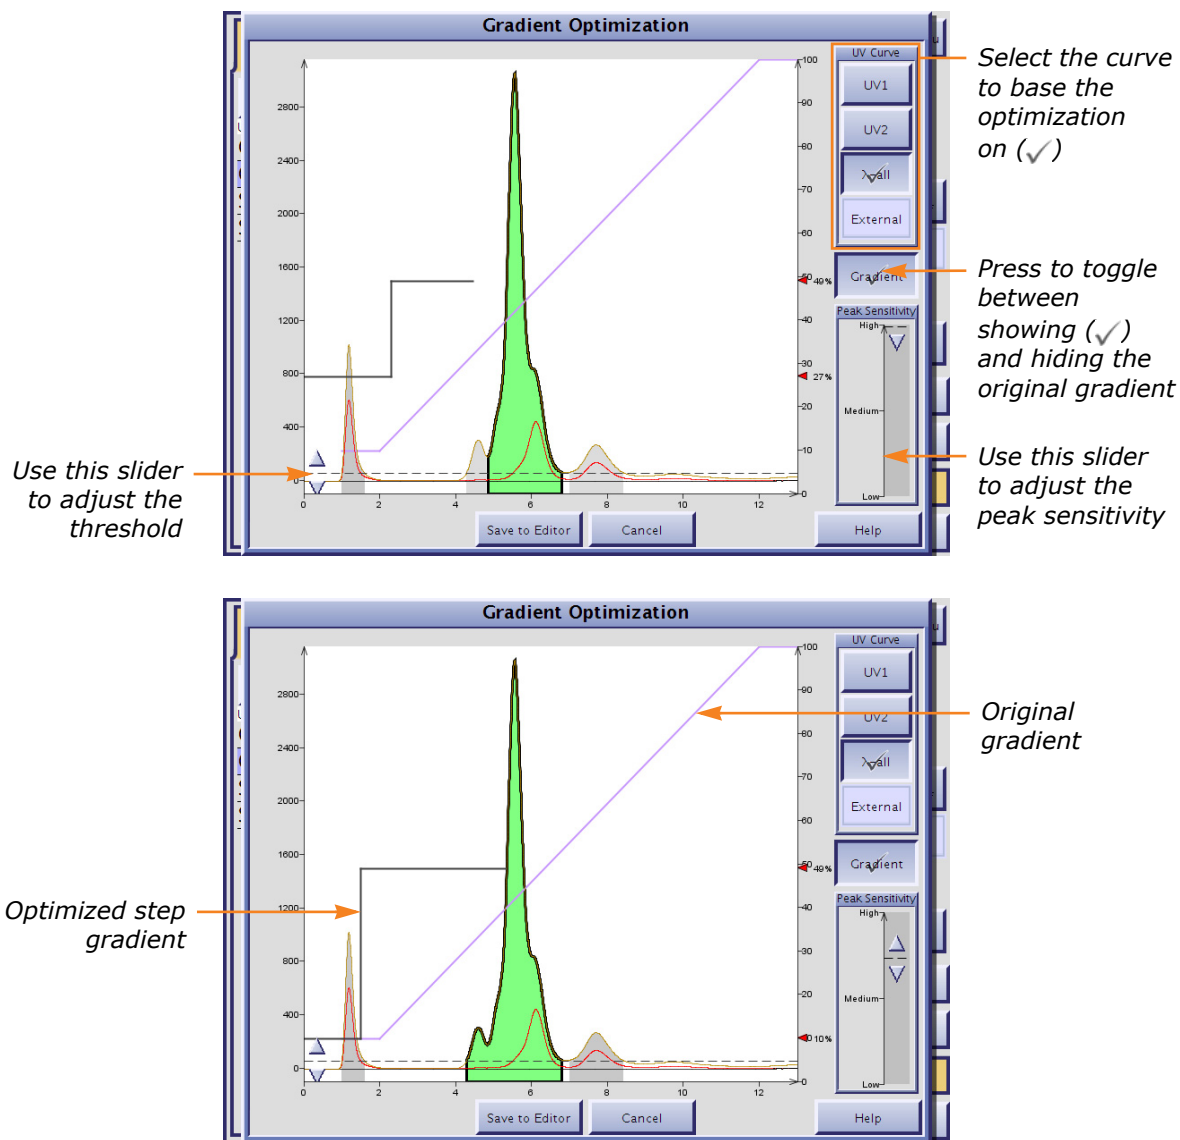 Gradient Optimization
UV Curve
UV1
UV2
λ-all
External
Gradient
Peak Sensitivity
High
Medium
Low
2800
2400
2000
1600
1200
800
400
0
100
90
80
70
60
50
49%
40
30
27%
20
10
0
0 2 4 6 8 10 12
Save to Editor Cancel Help
Select the curve
to base the
optimization
on (✓)
Press to toggle
between
showing (✓)
and hiding the
original gradient
Use this slider
to adjust the
peak sensitivity
Use this slider
to adjust the
threshold
Gradient Optimization
UV Curve
UV1
UV2
λ-all
External
Gradient
Peak Sensitivity
High
Medium
Low
2800
2400
2000
1600
1200
800
400
0
100
90
80
70
60
50
49%
40
30
20
10%
0
0 2 4 6 8 10 12
Save to Editor Cancel Help
Original
gradient
Optimized step
gradient